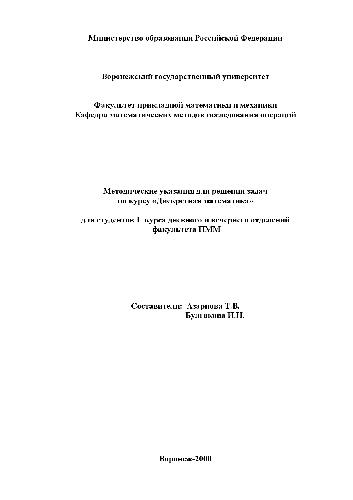 Министерство образования Российской Федерации
Воронежский государственный университет
Факультет прикладной математики и механики
Кафедра математических методов исследования операций
Методические указания для решения задач
по курсу «Дискретная математика»
для студентов 1 курса дневного и вечернего отделений
факультета ПММ
Составители: Азарнова Т.В.
И.Н.
Воронеж-2000